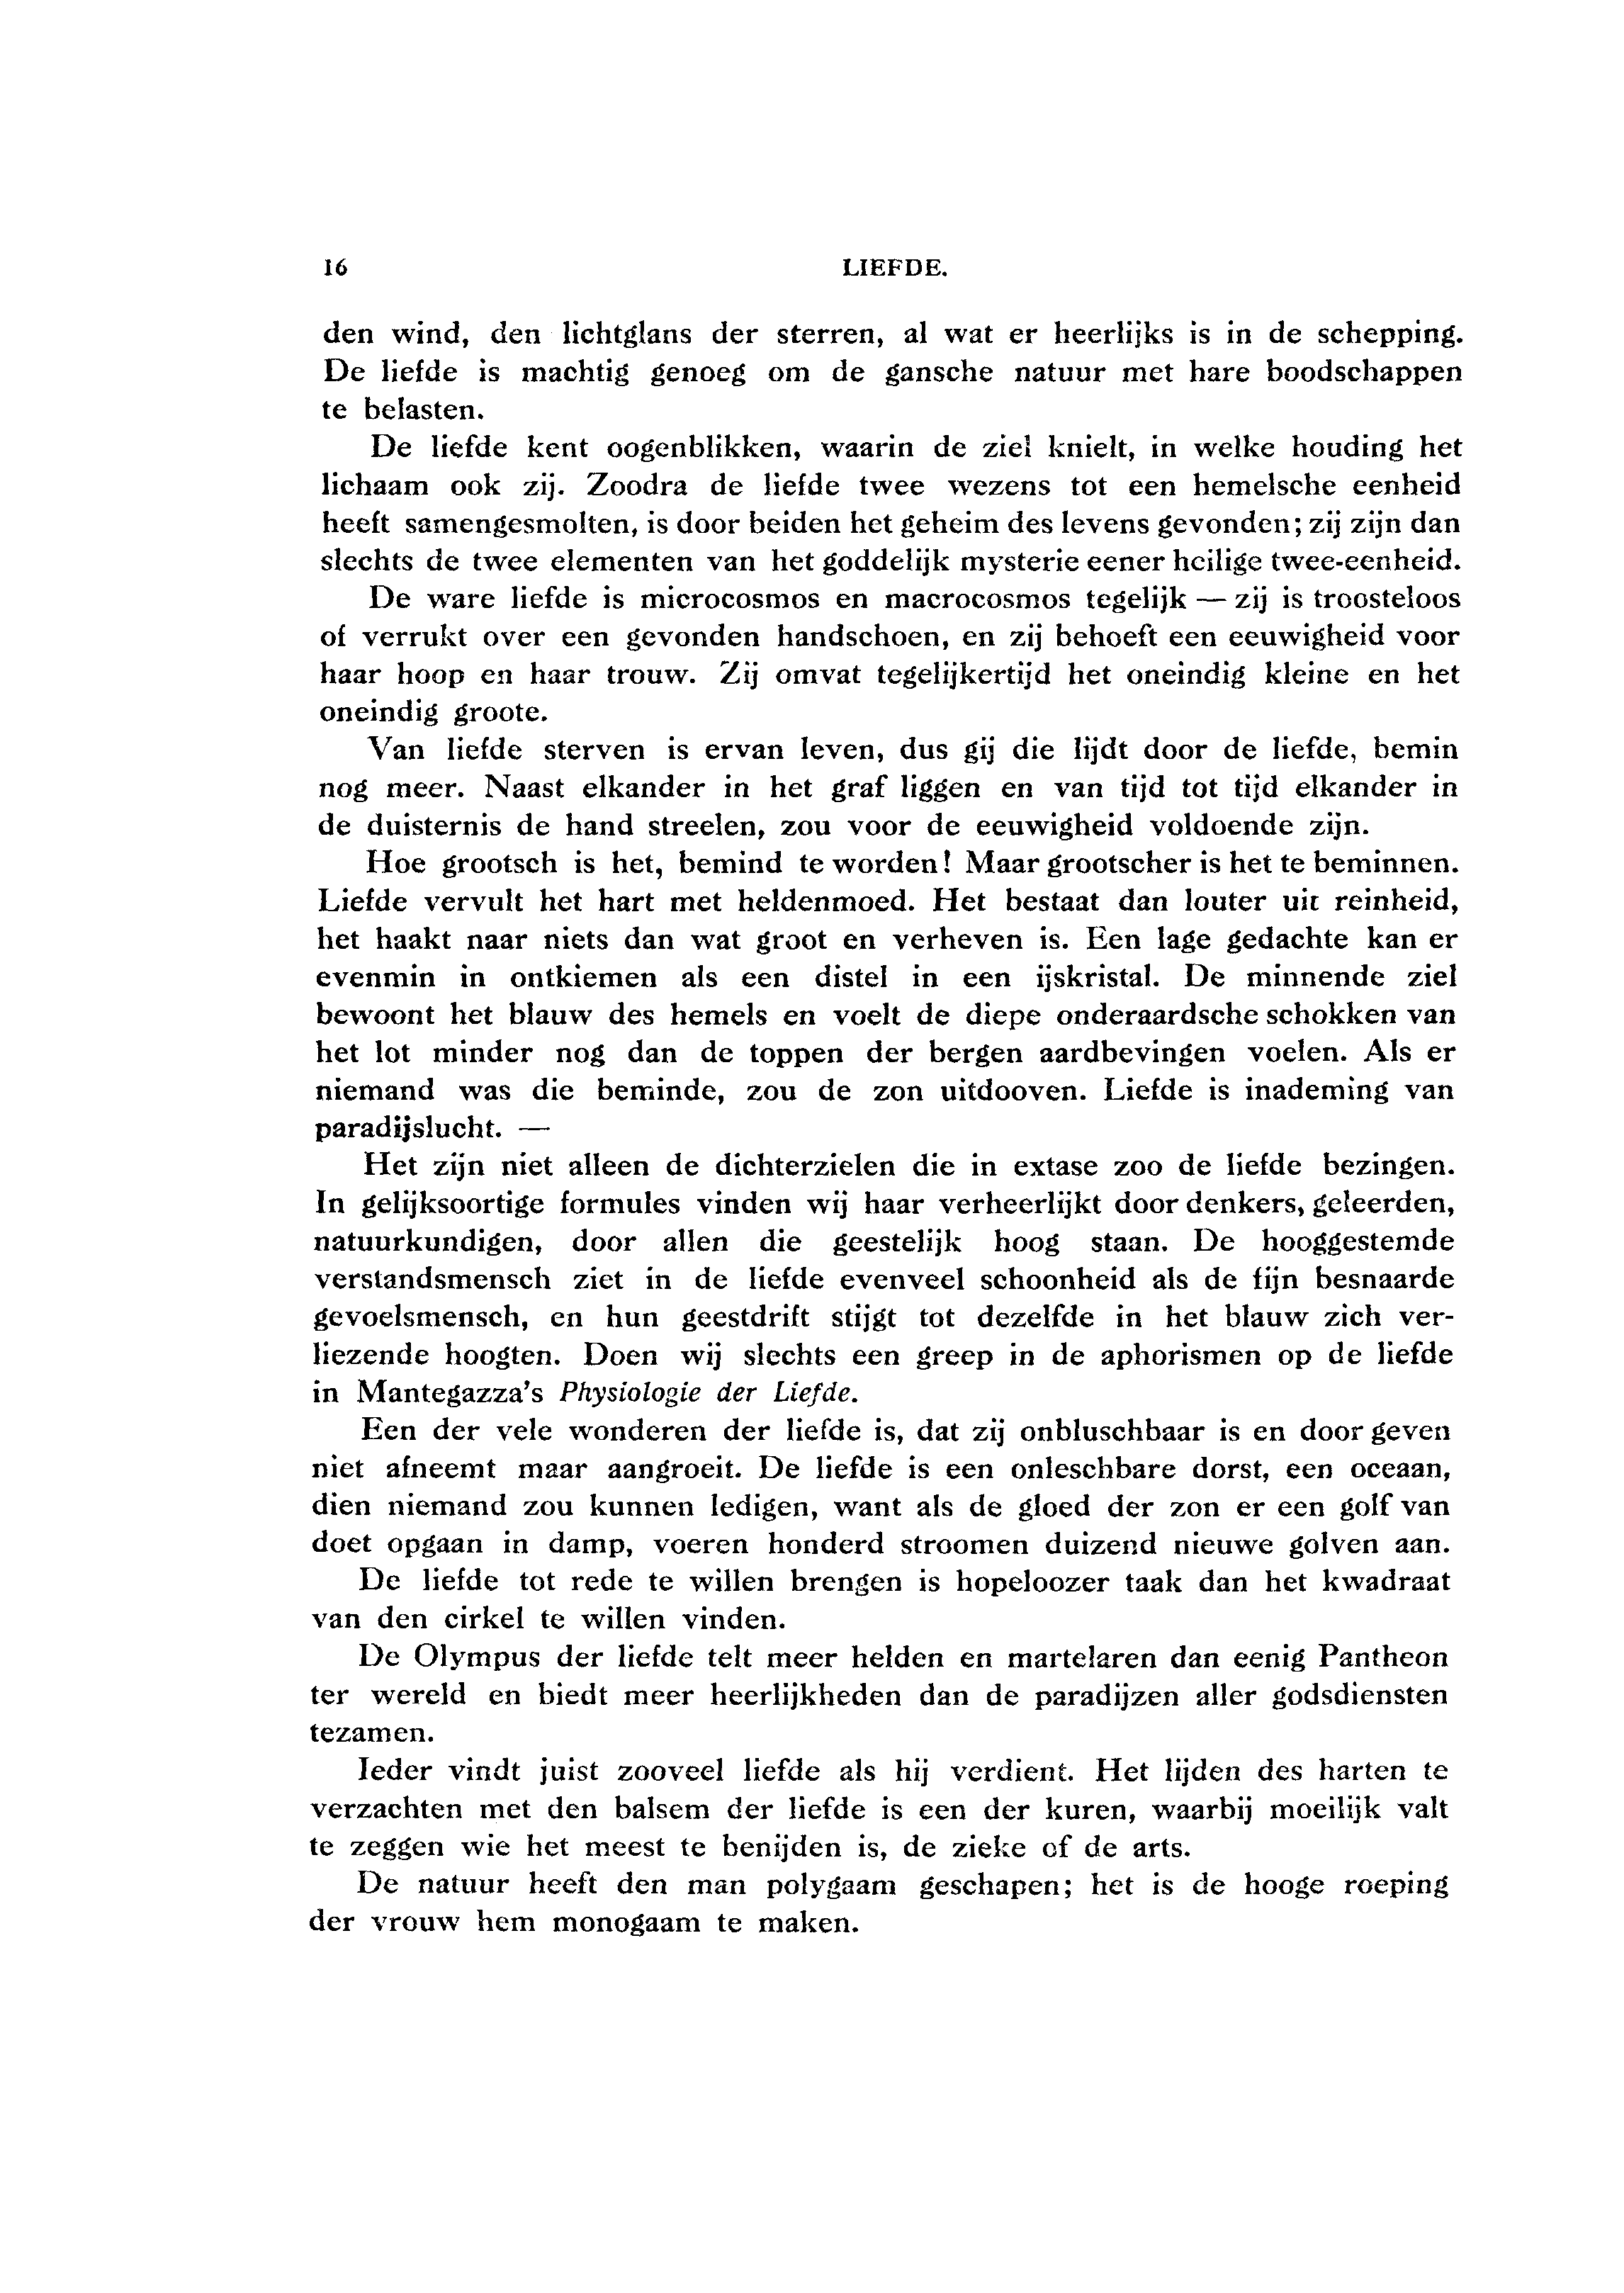 16 LIEFDE.
den wind, den lichtglans der sterren, al wat er heerlijks is in de schepping.
De liefde is machtig genoeg om de gansche natuur met hare boodschappen
te belasten.
De liefde kent oogenblikken, waarin de ziel knielt, in welke houding het
lichaam ook zij. Zoodra de liefde twee wezens tot een hemelsche eenheid
heeft samengesmolten, is door beiden het geheim des levens gevonden; zij zijn dan
slechts de twee elementen van het goddelijk mysterie eener heilige twee-eenheid.
De ware liefde is microcosmos en macrocosmos tegelijk — zij is troosteloos
of verrukt over een gevonden handschoen, en zij behoeft een eeuwigheid voor
haar hoop en haar trouw. Zij omvat tegelijkertijd het oneindig kleine en het
oneindig groote.
Van liefde sterven is ervan leven, dus gij die lijdt door de liefde, bemin
nog meer. Naast elkander in het graf liggen en van tijd tot tijd elkander in
de duisternis de hand streelen, zou voor de eeuwigheid voldoende zijn.
Hoe grootsch is het, bemind te worden! Maar grootscher is het te beminnen.
Liefde vervult het hart met heldenmoed. Het bestaat dan louter uit reinheid,
het haakt naar niets dan wat groot en verheven is. Een lage gedachte kan er
evenmin in ontkiemen als een distel in een ijskristal. De minnende ziel
bewoont het blauw des hemels en voelt de diepe onderaardsche schokken van
het lot minder nog dan de toppen der bergen aardbevingen voelen. Als er
niemand was die beminde, zou de zon uitdooven. Liefde is inademing van
paradijslucht. —
Het zijn niet alleen de dichterzielen die in extase zoo de liefde bezingen.
In gelijksoortige formules vinden wij haar verheerlijkt door denkers, geleerden,
natuurkundigen, door allen die geestelijk hoog staan. De hooggestemde
verstandsmensch ziet in de liefde evenveel schoonheid als de fijn besnaarde
gevoelsmensch, en hun geestdrift stijgt tot dezelfde in het blauw zich ver-
liezende hoogten. Doen wij slechts een greep in de aphorismen op de liefde
in Mantegazza's Physiologie der Liefde.
Een der vele wonderen der liefde is, dat zij onbluschbaar is en door geven
niet afneemt maar aangroeit. De liefde is een onleschbare dorst, een oceaan,
dien niemand zou kunnen ledigen, want als de gloed der zon er een golf van
doet opgaan in damp, voeren honderd stroomen duizend nieuwe golven aan.
De liefde tot rede te willen brengen is hopeloozer taak dan het kwadraat
van den cirkel te willen vinden.
De Olympus der liefde telt meer helden en martelaren dan eenig Pantheon
ter wereld en biedt meer heerlijkheden dan de paradijzen aller godsdiensten
tezamen.
Ieder vindt juist zooveel liefde als hij verdient. Het lijden des harten te
verzachten met den balsem der liefde is een der kuren, waarbij moeilijk valt
te zeggen wie het meest te benijden is, de zieke of de arts.
De natuur heeft den man polygaam geschapen; het is de hooge roeping
der vrouw hem monogaam te maken.